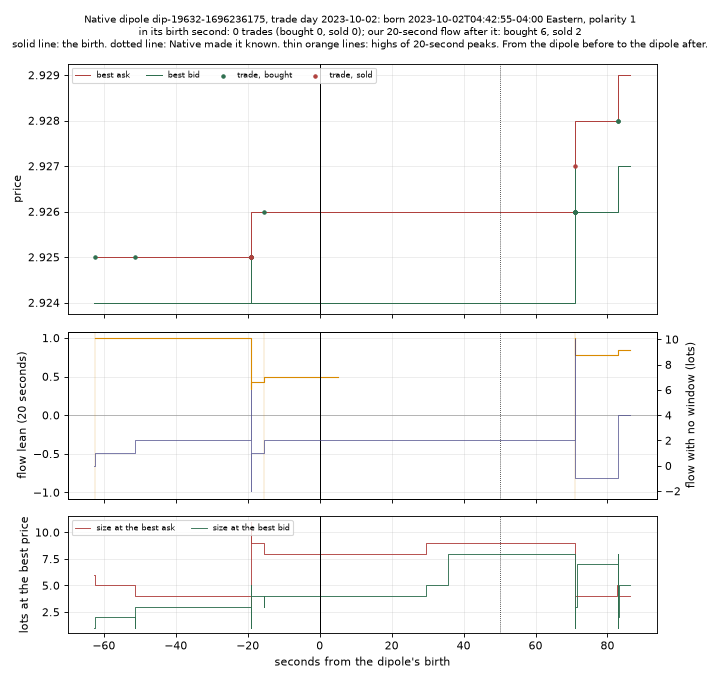 Native dipole dip-19632-1696236175, trade day 2023-10-02: born 2023-10-02T04:42:55-04:00 Eastern, polarity 1
in its birth second: 0 trades (bought 0, sold 0); our 20-second flow after it: bought 6, sold 2
solid line: the birth. dotted line: Native made it known. thin orange lines: highs of 20-second peaks. From the dipole before to the dipole after.
best ask
best bid
trade, bought
trade, sold
2.929
2.928
2.927
2.926
2.925
2.924
price
1.0
0.5
0.0
−0.5
−1.0
flow lean (20 seconds)
10
8
6
4
2
0
−2
flow with no window (lots)
size at the best ask
size at the best bid
10.0
7.5
5.0
2.5
lots at the best price
−60
−40
−20
0
20
40
60
80
seconds from the dipole's birth